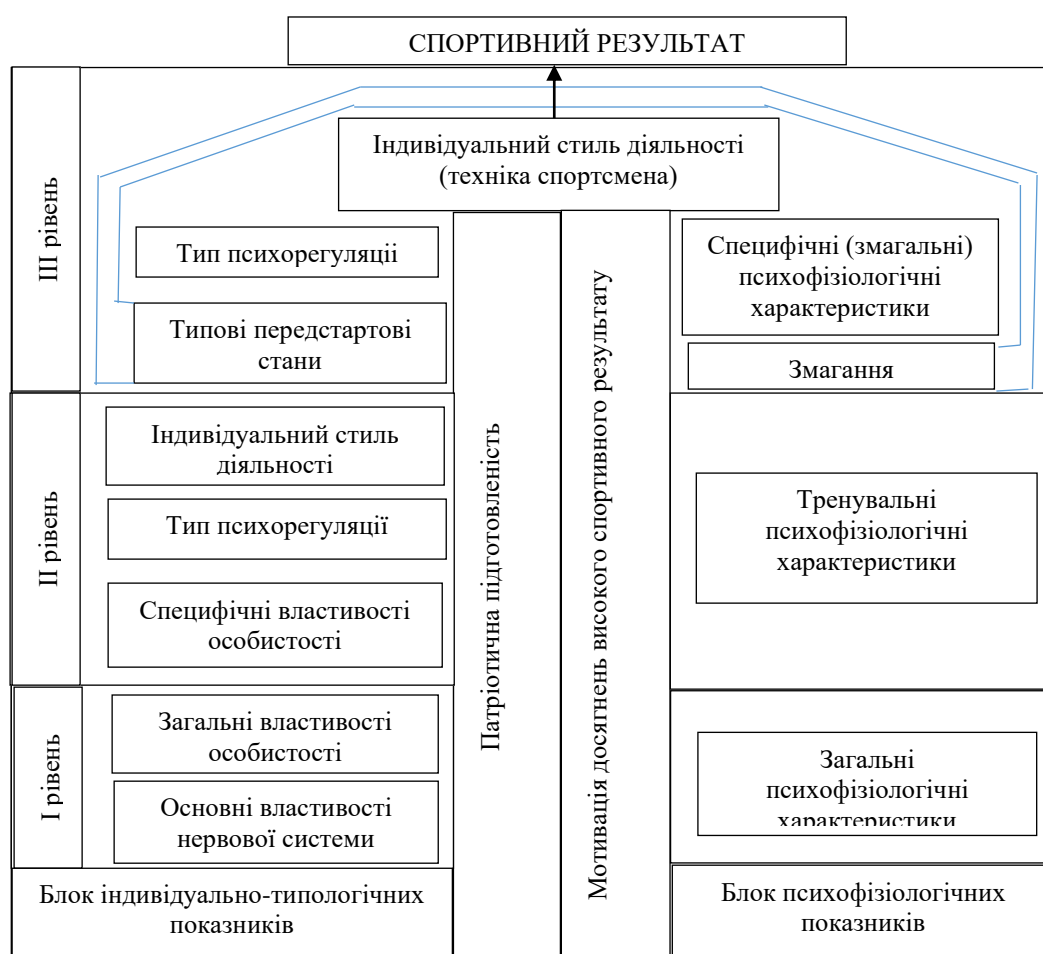 СПОРТИВНИЙ РЕЗУЛЬТАТ
Індивідуальний стиль діяльності
(техніка спортсмена)
ІІІ рівень
Тип психорегуляції
Типові передстартові
стани
Специфічні (змагальні)
психофізіологічні
характеристики
Змагання
ІІ рівень
Індивідуальний стиль
діяльності
Тип психорегуляції
Специфічні властивості
особистості
Патріотична підготовленість
Мотивація досягнень високого спортивного результату
Тренувальні
психофізіологічні
характеристики
І рівень
Загальні властивості
особистості
Основні властивості
нервової системи
Загальні
психофізіологічні
характеристики
Блок індивідуально-типологічних
показників
Блок психофізіологічних
показників